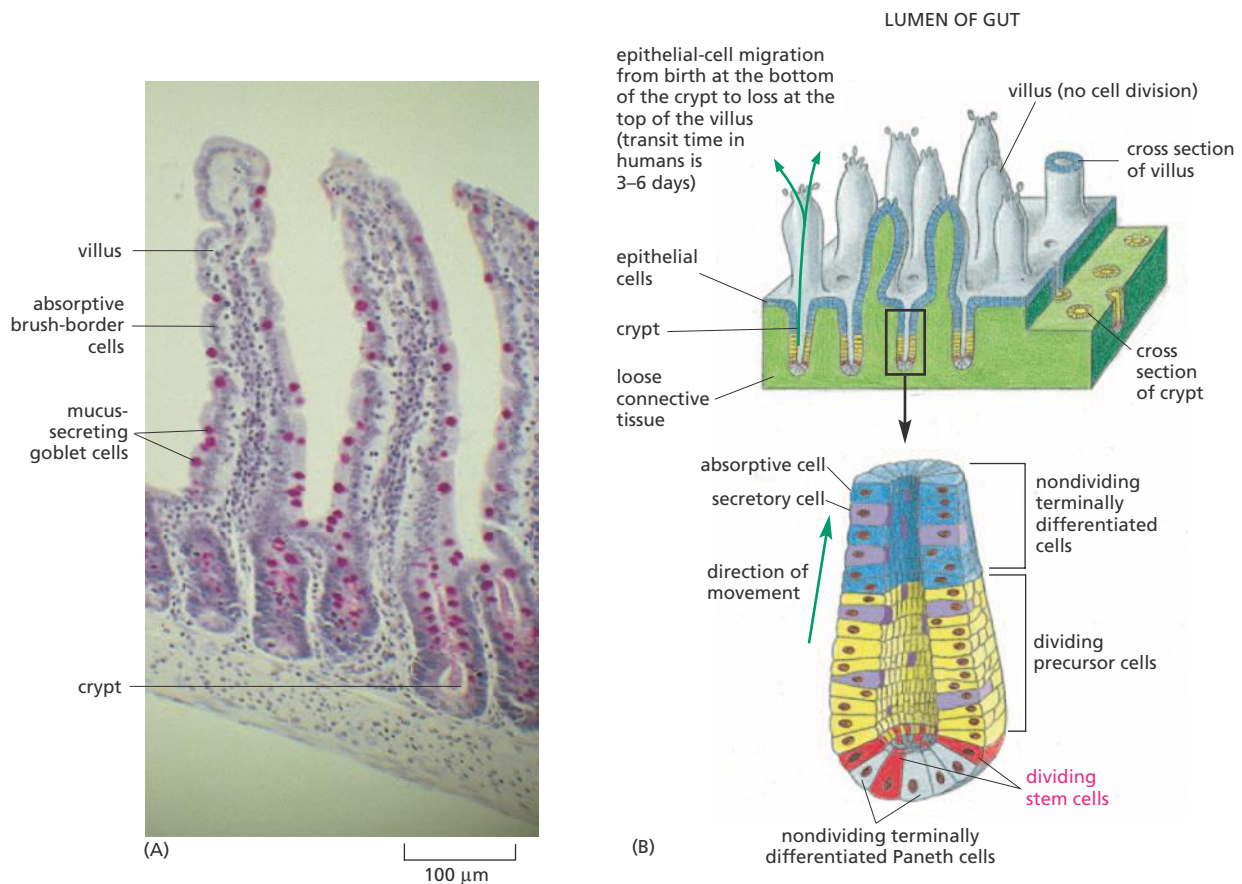 villus
absorptive
brush-border
cells
mucus-
secreting
goblet cells
crypt
(A)
100 μm
LUMEN OF GUT
epithelial-cell migration
from birth at the bottom
of the crypt to loss at the
top of the villus
(transit time in
humans is
3–6 days)
villus (no cell division)
cross section
of villus
epithelial
cells
crypt
loose
connective
tissue
cross
section
of crypt
absorptive cell
secretory cell
direction of
movement
nondividing
terminally
differentiated
cells
dividing
precursor cells
dividing
stem cells
nondividing terminally
differentiated Paneth cells
(B)